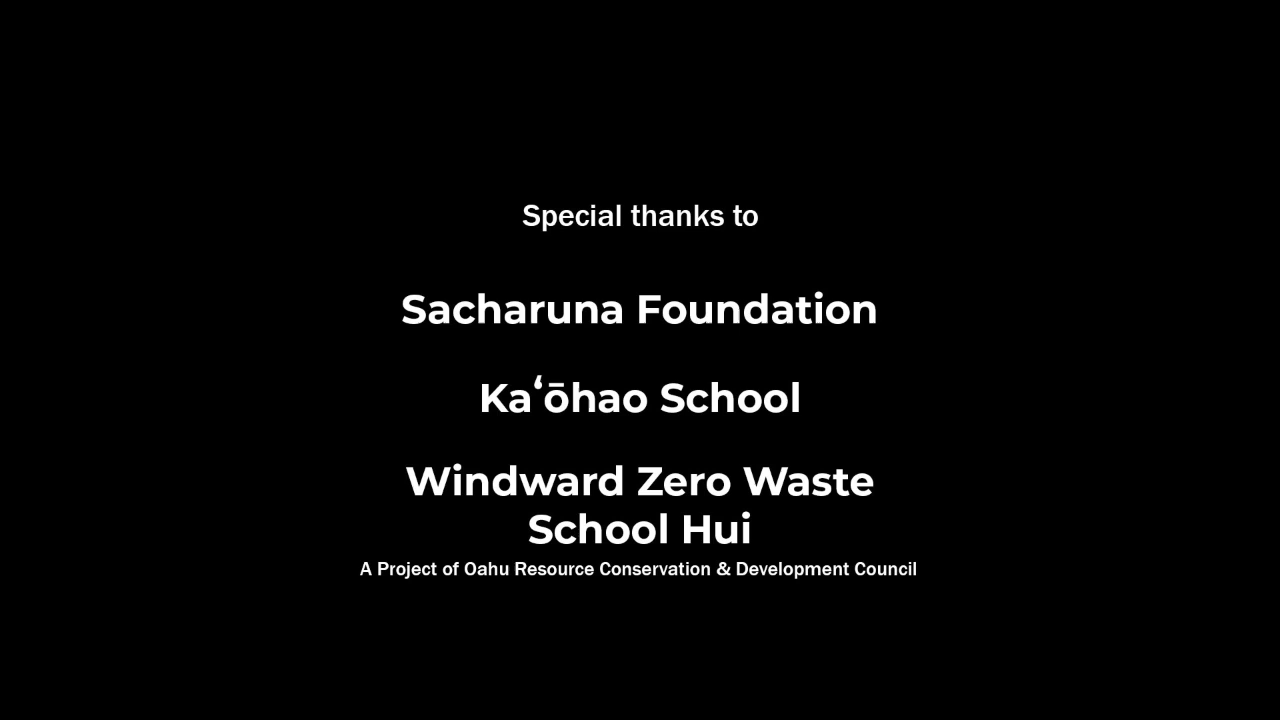 Special thanks to
Sacharuna Foundation
Kaʻōhao School
Windward Zero Waste
School Hui
A Project of Oahu Resource Conservation & Development Council